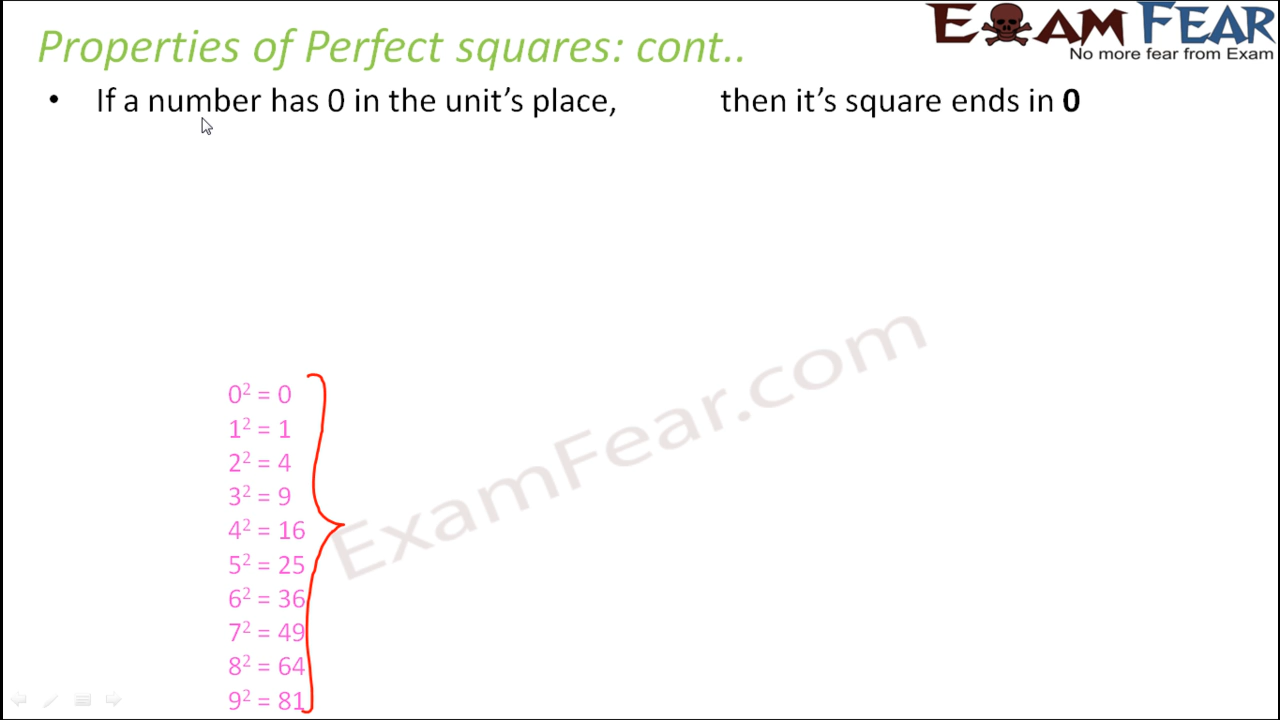 Properties of Perfect squares: cont..
EXAM FEAR
No more fear from Exam
• If a number has 0 in the unit’s place, then it’s square ends in 0
0² = 0
1² = 1
2² = 4
3² = 9
4² = 16
5² = 25
6² = 36
7² = 49
8² = 64
9² = 81
ExamFear.com